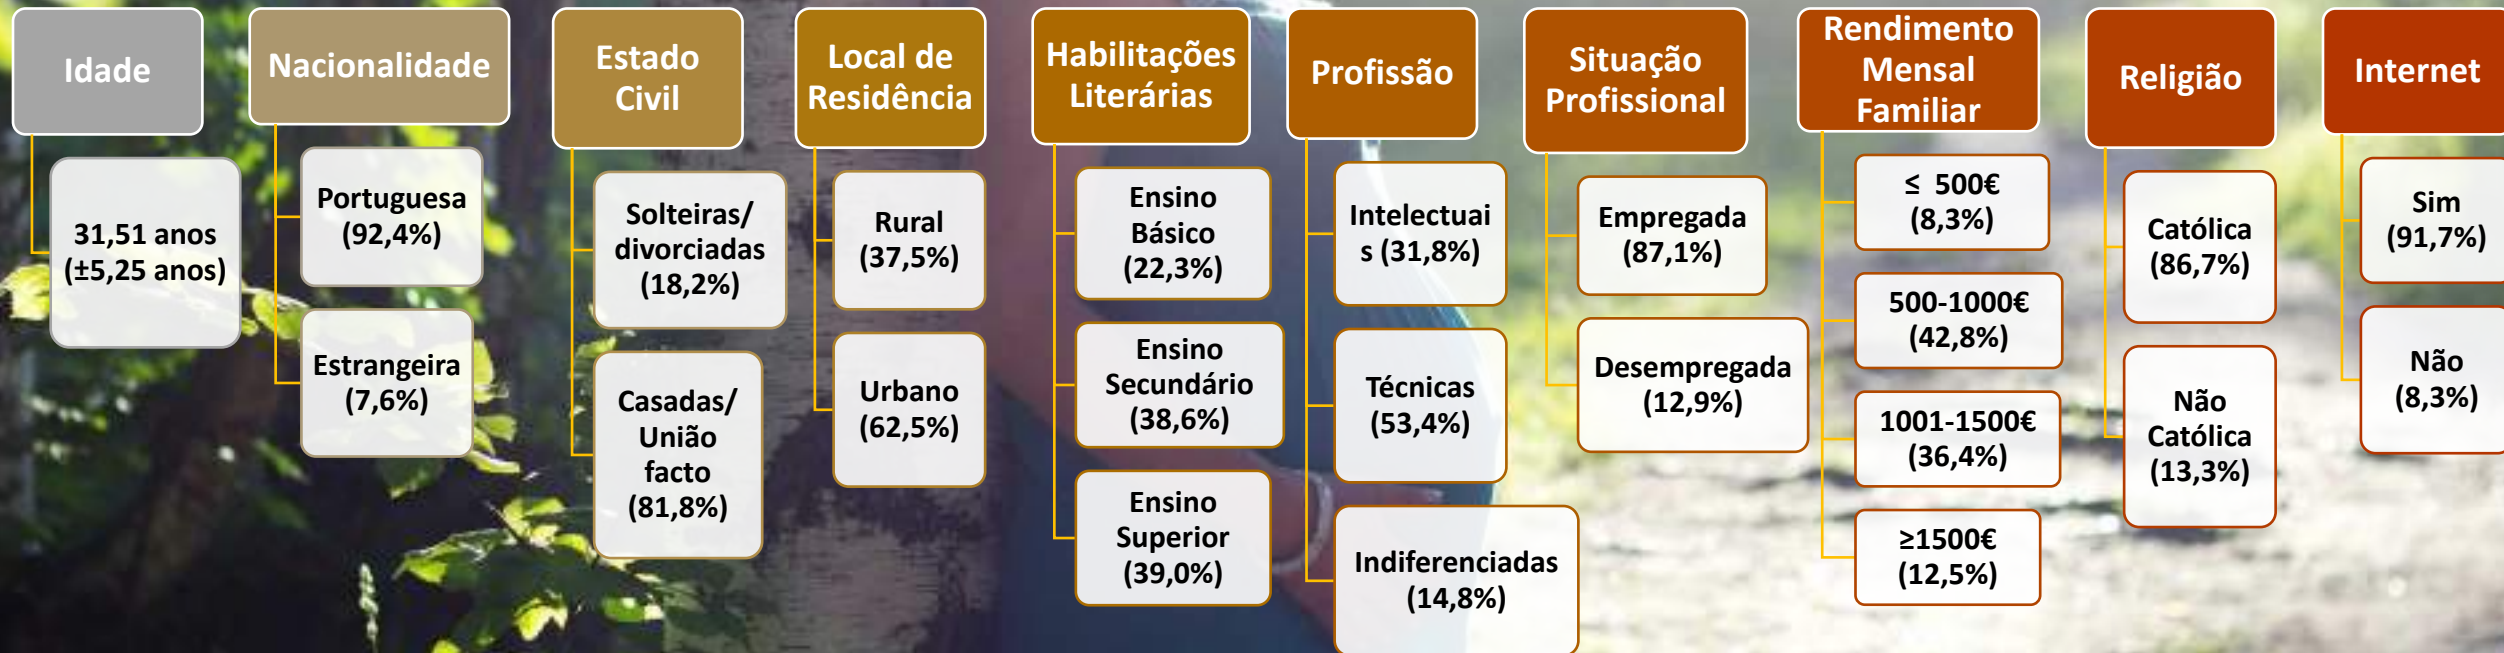 Idade
31,51 anos
(±5,25 anos)
Nacionalidade
Portuguesa
(92,4%)
Estrangeira
(7,6%)
Estado
Civil
Solteiras/
divorciadas
(18,2%)
Casadas/
União
facto
(81,8%)
Local de
Residência
Rural
(37,5%)
Urbano
(62,5%)
Habilitações
Literárias
Ensino
Básico
(22,3%)
Ensino
Secundário
(38,6%)
Ensino
Superior
(39,0%)
Profissão
Intelectuai
s (31,8%)
Técnicas
(53,4%)
Indiferenciadas
(14,8%)
Situação
Profissional
Empregada
(87,1%)
Desempregada
(12,9%)
Rendimento
Mensal
Familiar
≤ 500€
(8,3%)
500-1000€
(42,8%)
1001-1500€
(36,4%)
≥1500€
(12,5%)
Religião
Católica
(86,7%)
Não
Católica
(13,3%)
Internet
Sim
(91,7%)
Não
(8,3%)